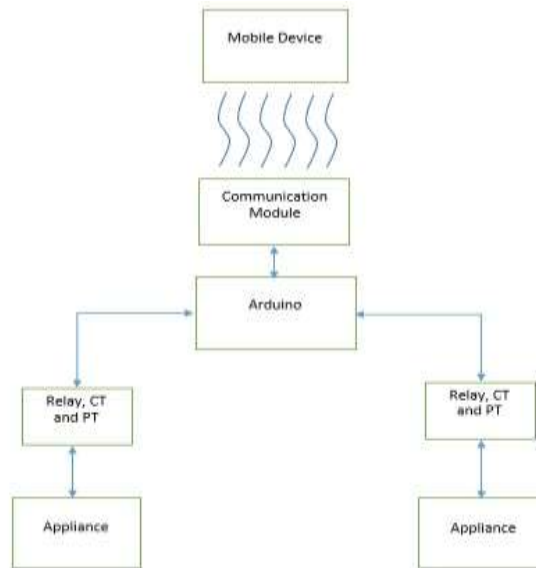 Mobile Device
Communication
Module
Arduino
Relay, CT
and PT
Relay, CT
and PT
Appliance
Appliance